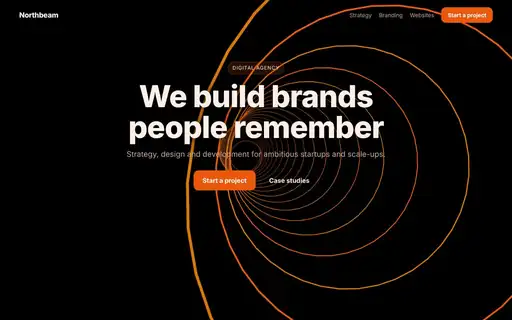 Northbeam
Strategy Branding Websites Start a project
DIGITAL AGENCY
We build brands
people remember
Strategy, design and development for ambitious startups and scale-ups.
Start a project Case studies